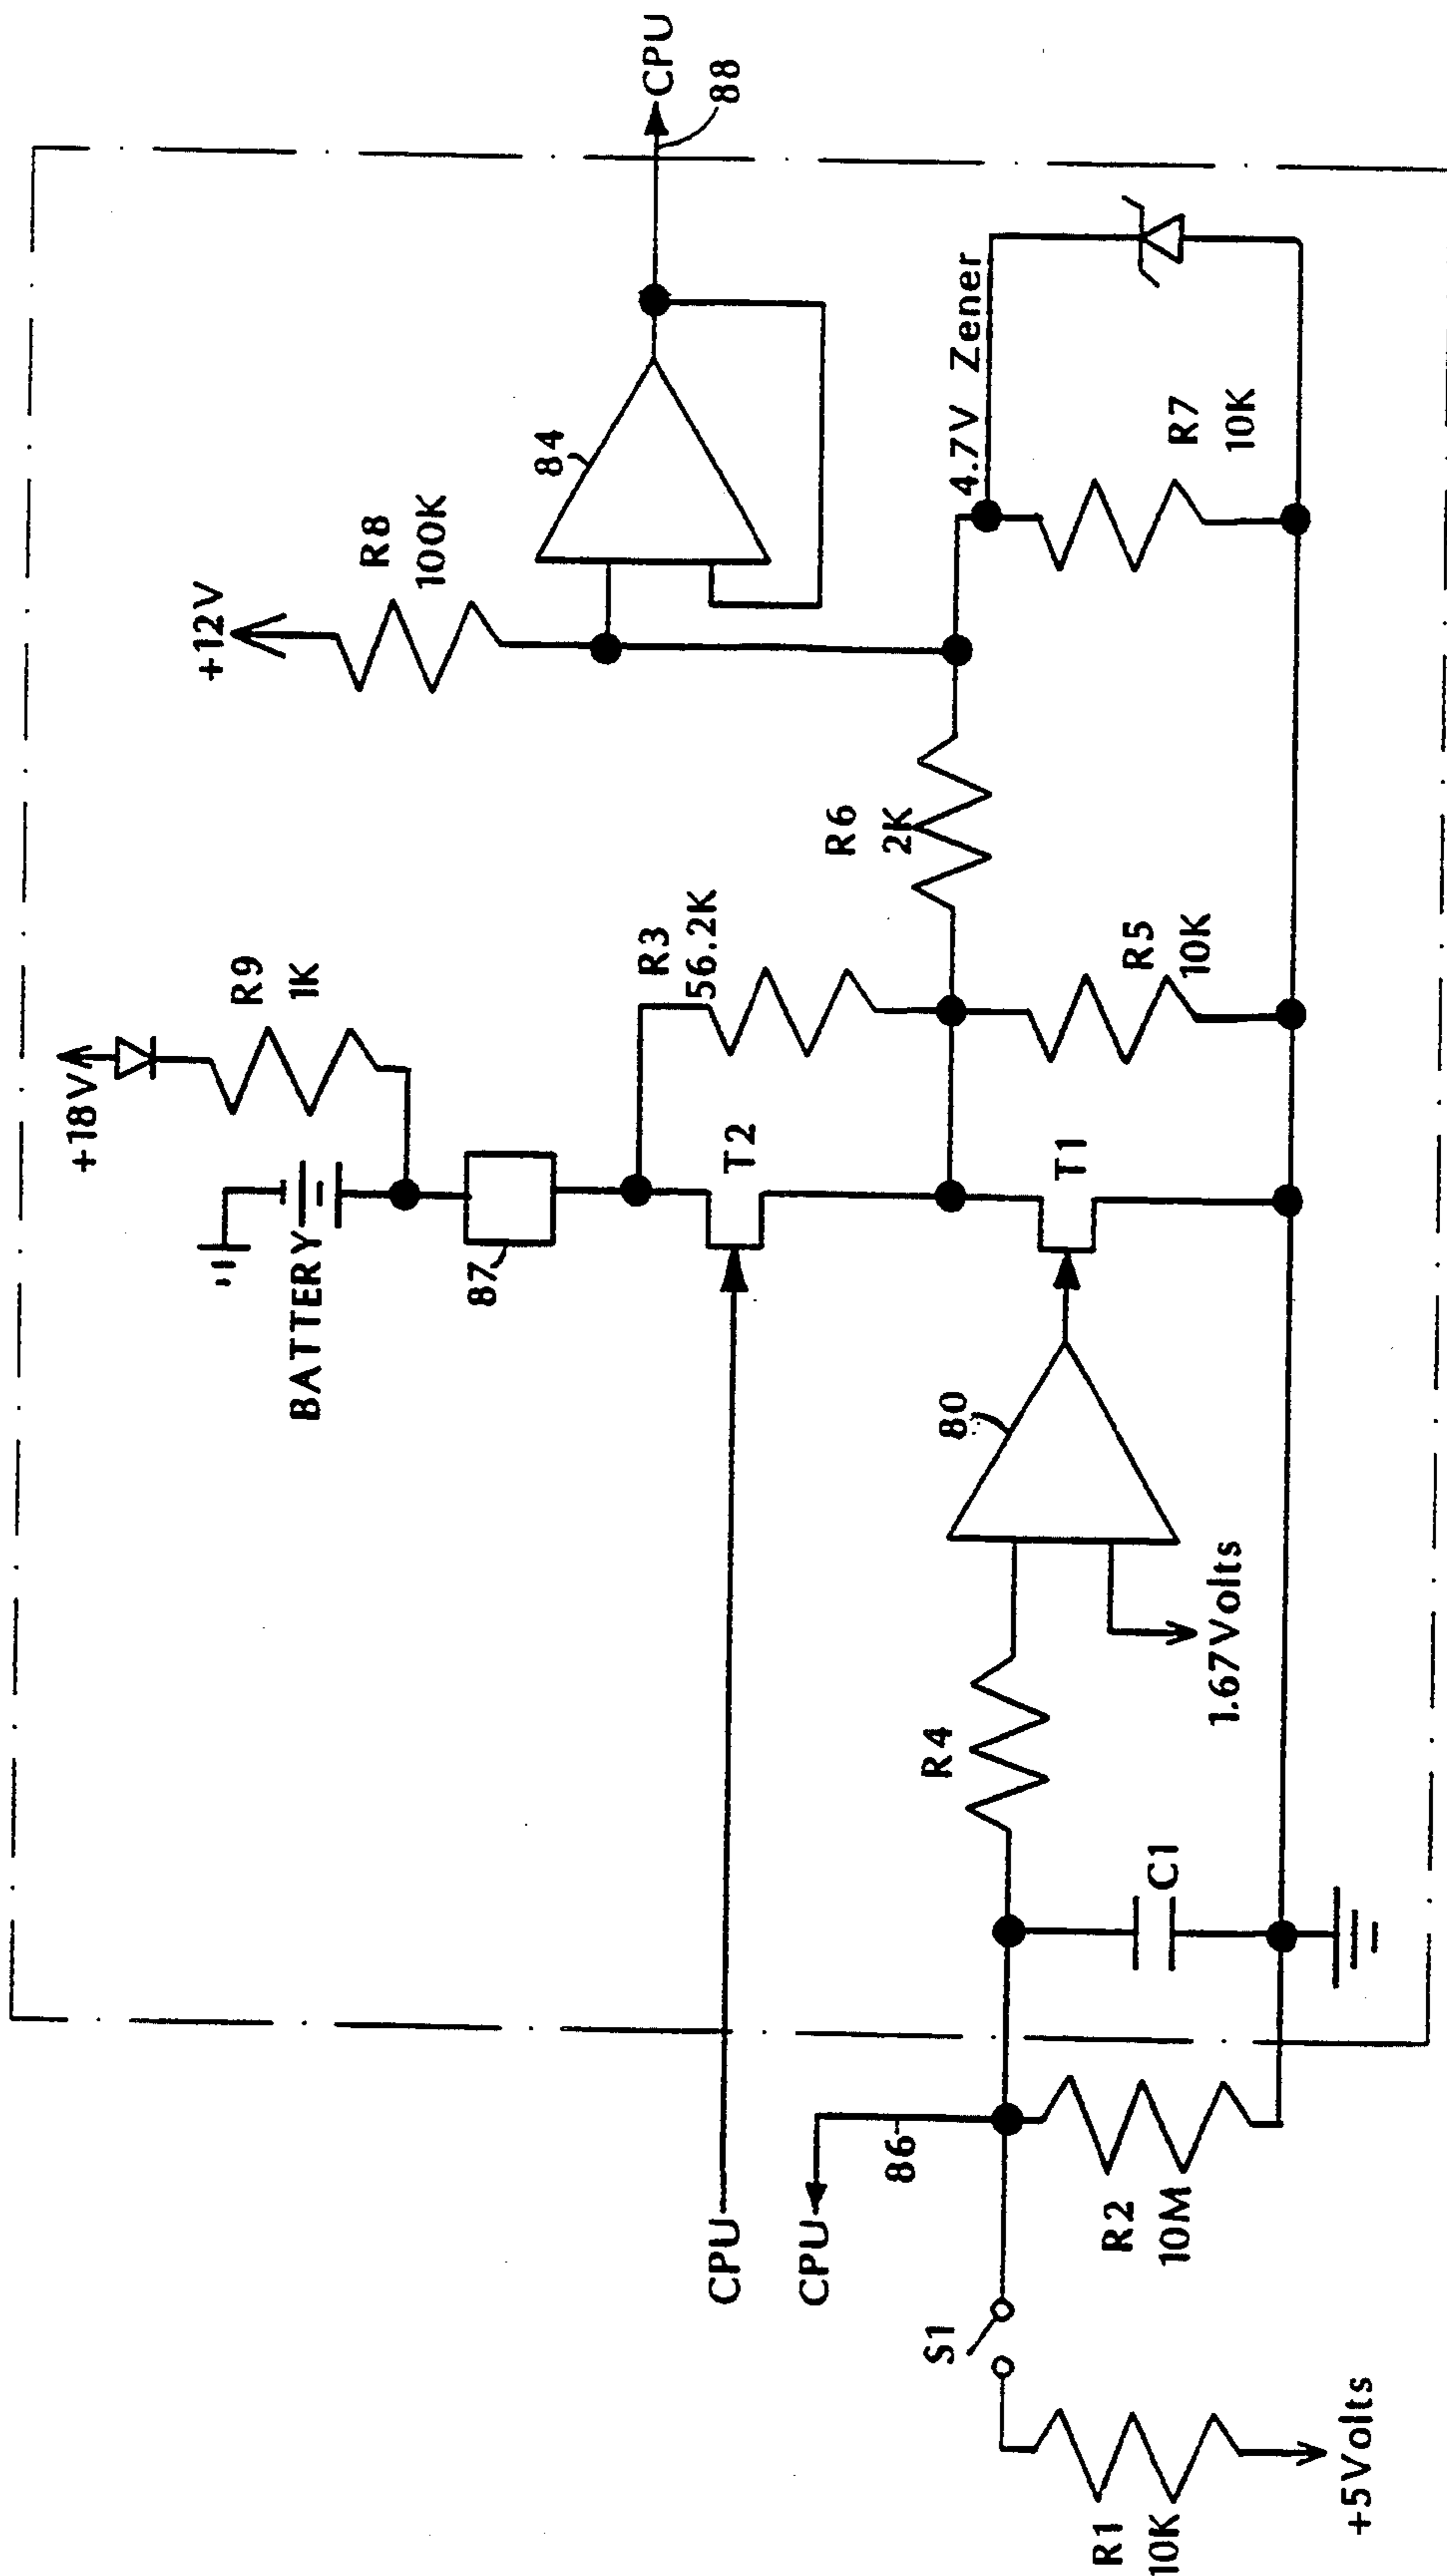 +18V
R9
1K
BATTERY
87
+12V
R8
100K
84
CPU
88
R3
56.2K
T2
R6
2K
4.7V Zener
R7
10K
R5
10K
T1
80
1.67Volts
R4
C1
CPU
CPU
86
S1
R2
10M
R1
10K
+5Volts